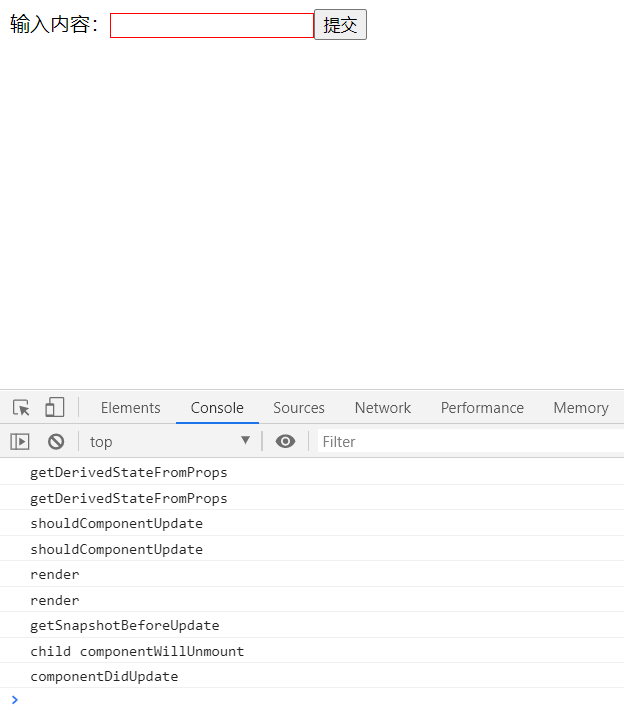 输入内容： 提交
Elements Console Sources Network Performance Memory
top Filter
getDerivedStateFromProps
getDerivedStateFromProps
shouldComponentUpdate
shouldComponentUpdate
render
render
getSnapshotBeforeUpdate
child componentWillUnmount
componentDidUpdate